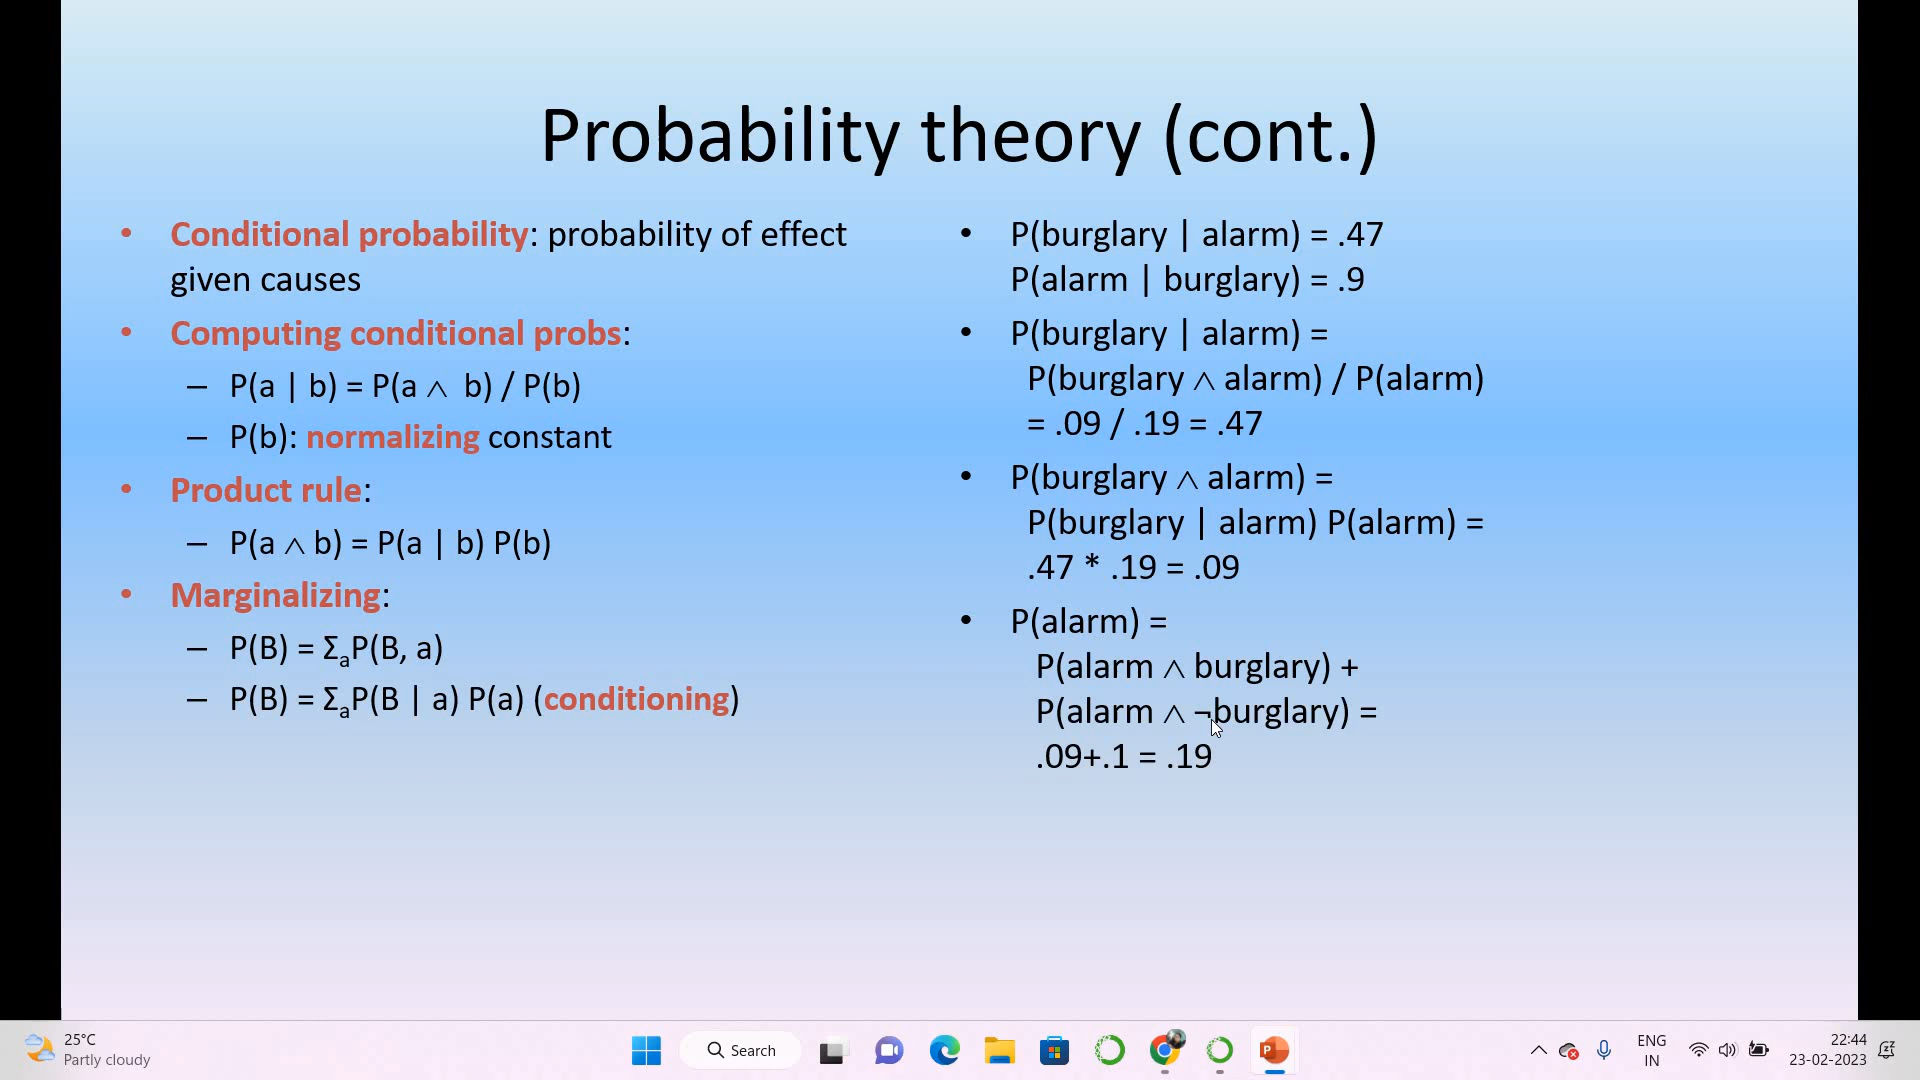 Probability theory (cont.)
• Conditional probability: probability of effect
given causes
• Computing conditional probs:
– P(a | b) = P(a ∧ b) / P(b)
– P(b): normalizing constant
• Product rule:
– P(a ∧ b) = P(a | b) P(b)
• Marginalizing:
– P(B) = ΣₐP(B, a)
– P(B) = ΣₐP(B | a) P(a) (conditioning)
• P(burglary | alarm) = .47
P(alarm | burglary) = .9
• P(burglary | alarm) =
P(burglary ∧ alarm) / P(alarm)
= .09 / .19 = .47
• P(burglary ∧ alarm) =
P(burglary | alarm) P(alarm) =
.47 * .19 = .09
• P(alarm) =
P(alarm ∧ burglary) +
P(alarm ∧ ¬burglary) =
.09+.1 = .19
25°C
Partly cloudy
Search
ENG
IN
22:44
23-02-2023